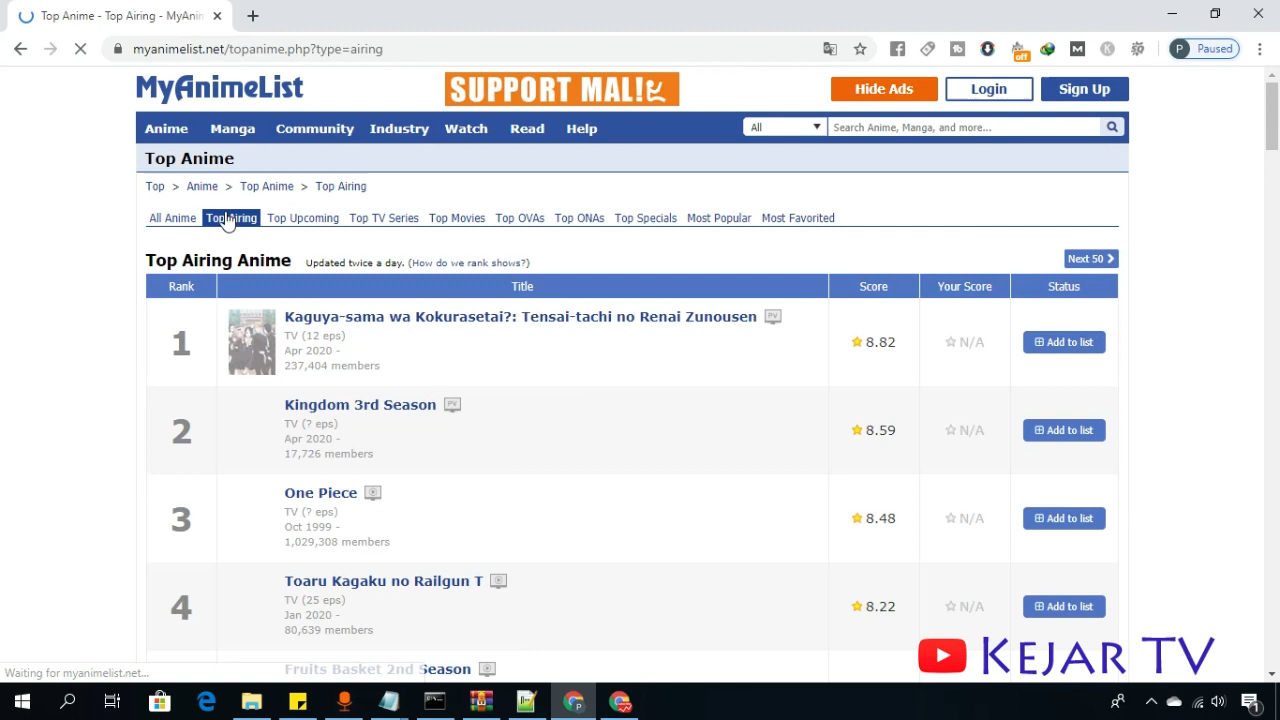 Top Anime - Top Airing - MyAnim
myanimelist.net/topanime.php?type=airing
off
P Paused
MyAnimeList
SUPPORT MAL!
Hide Ads
Login
Sign Up
Anime Manga Community Industry Watch Read Help
All
Search Anime, Manga, and more...
Top Anime
Top > Anime > Top Anime > Top Airing
All Anime Top Airing Top Upcoming Top TV Series Top Movies Top OVAs Top ONAs Top Specials Most Popular Most Favorited
Top Airing Anime Updated twice a day. (How do we rank shows?)
Next 50
Rank Title Score Your Score Status
1
Kaguya-sama wa Kokurasetai?: Tensai-tachi no Renai Zunousen PV
TV (12 eps)
Apr 2020 -
237,404 members
8.82 N/A Add to list
2
Kingdom 3rd Season PV
TV (? eps)
Apr 2020 -
17,726 members
8.59 N/A Add to list
3
One Piece
TV (? eps)
Oct 1999 -
1,029,308 members
8.48 N/A Add to list
4
Toaru Kagaku no Railgun T
TV (25 eps)
Jan 2020 -
80,639 members
8.22 N/A Add to list
Fruits Basket 2nd Season
Waiting for myanimelist.net...
KEJAR TV